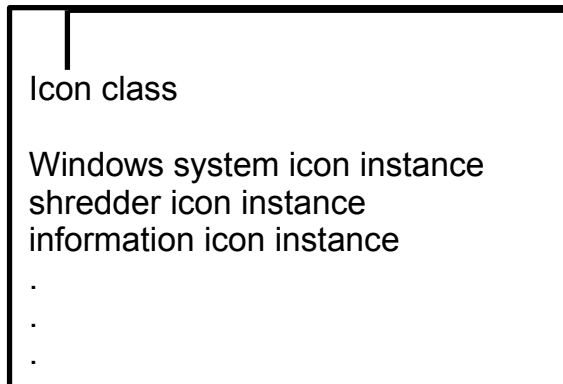 Icon class
Windows system icon instance
shredder icon instance
information icon instance
.
.
.